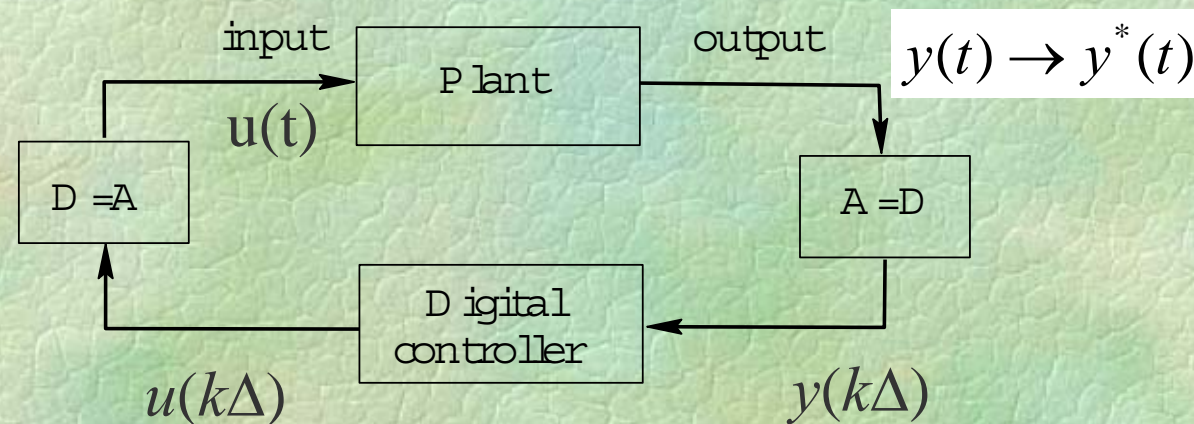 input
output
y(t) → y*(t)
Plant
u(t)
D=A
A=D
Digital
controller
u(kΔ)
y(kΔ)